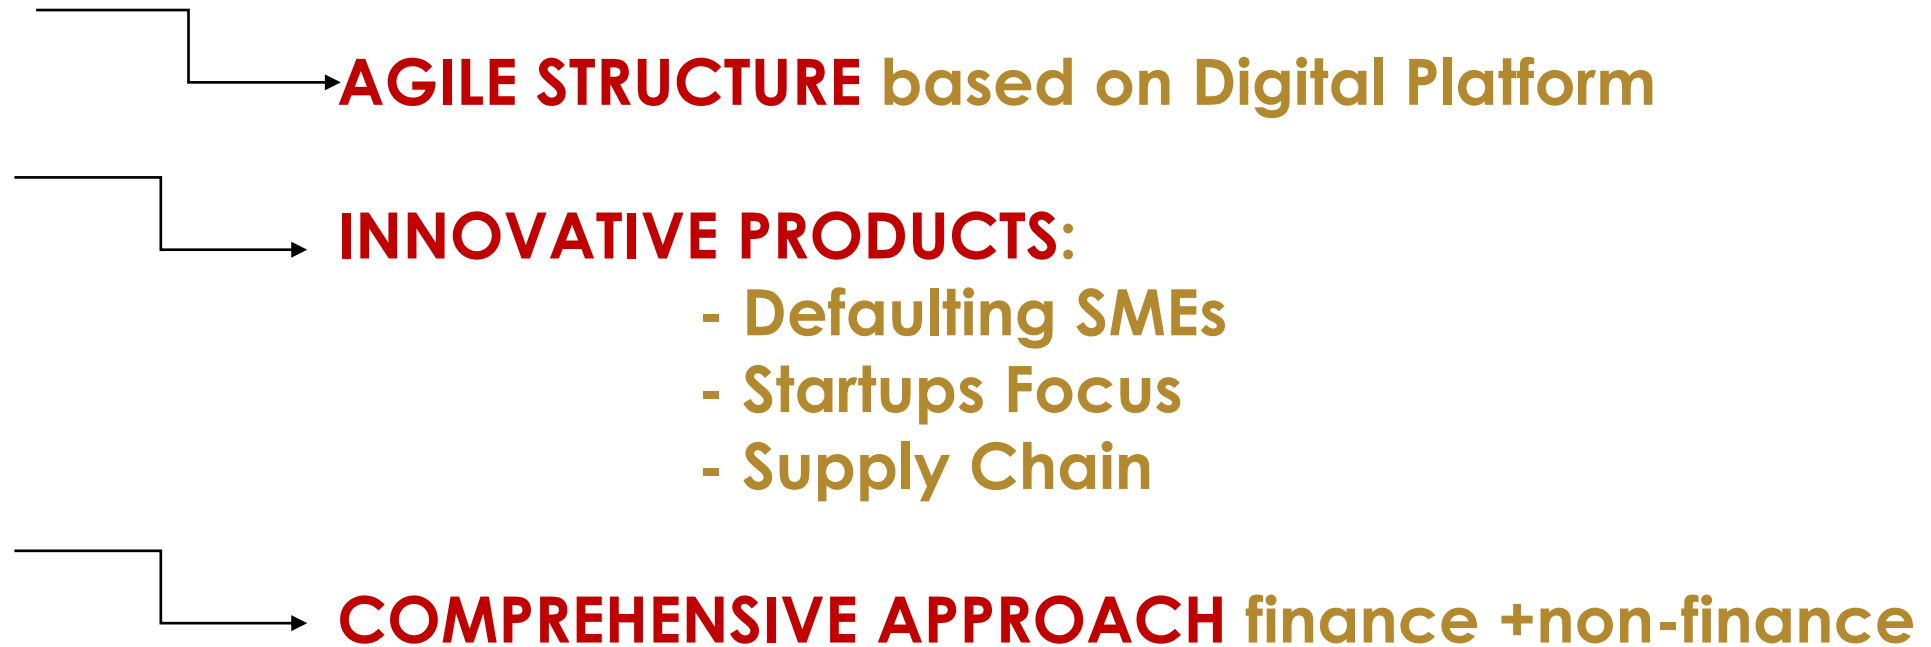 AGILE STRUCTURE based on Digital Platform
INNOVATIVE PRODUCTS:
- Defaulting SMEs
- Startups Focus
- Supply Chain
COMPREHENSIVE APPROACH finance +non-finance